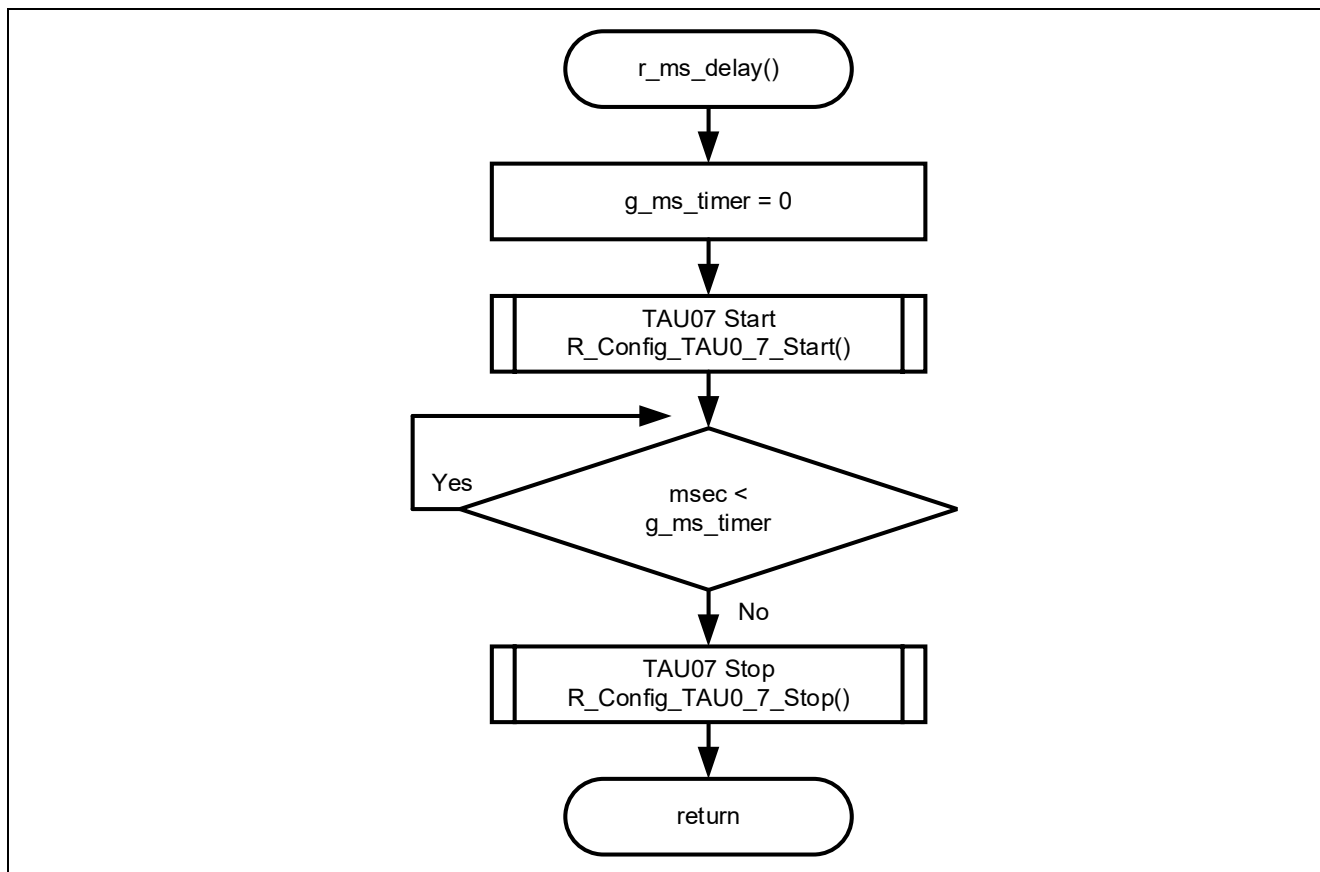 r_ms_delay()
g_ms_timer = 0
TAU07 Start
R_Config_TAU0_7_Start()
Yes
msec <
g_ms_timer
No
TAU07 Stop
R_Config_TAU0_7_Stop()
return